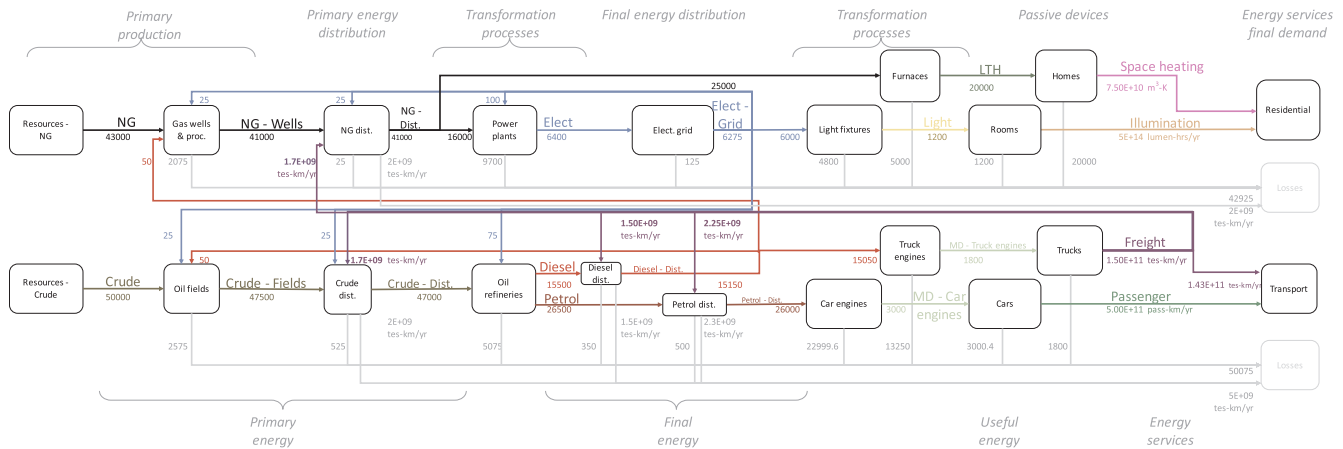 Primary
production
Primary energy
distribution
Transformation
processes
Final energy distribution
Transformation
processes
Passive devices
Energy services
final demand
Furnaces
LTH
20000
Homes
Space heating
7.50E+10 m²-K
25
25
100
25000
Resources -
NG
NG
43000
Gas wells
& proc.
NG - Wells
41000
NG dist.
NG -
Dist.
41000
16000
Power
plants
Elect
6400
Elect. grid
Elect -
Grid
6275
6000
Light fixtures
Light
1200
Rooms
Illumination
5E+14 lumen-hrs/yr
Residential
50
2075
1.7E+09
tes-km/yr
25
2E+09
tes-km/yr
9700
125
4800
5000
1200
20000
Losses
42925
2E+09
tes-km/yr
25
25
75
1.50E+09
tes-km/yr
2.25E+09
tes-km/yr
50
1.7E+09 tes-km/yr
15050
Truck
engines
MD - Truck engines
1800
Trucks
Freight
1.50E+11 tes-km/yr
Resources -
Crude
Crude
50000
Oil fields
Crude - Fields
47500
Crude
dist.
Crude - Dist.
47000
Oil
refineries
Diesel
15500
Diesel
dist.
Diesel - Dist.
15150
Petrol
26500
Petrol dist.
Petrol - Dist.
26000
Car engines
3000
MD - Car
engines
Cars
Passenger
5.00E+11 pass-km/yr
1.43E+11 tes-km/yr
Transport
2575
525
2E+09
tes-km/yr
5075
350
1.5E+09
tes-km/yr
500
2.3E+09
tes-km/yr
22999.6
13250
3000.4
1800
Losses
50075
5E+09
tes-km/yr
Primary
energy
Final
energy
Useful
energy
Energy
services